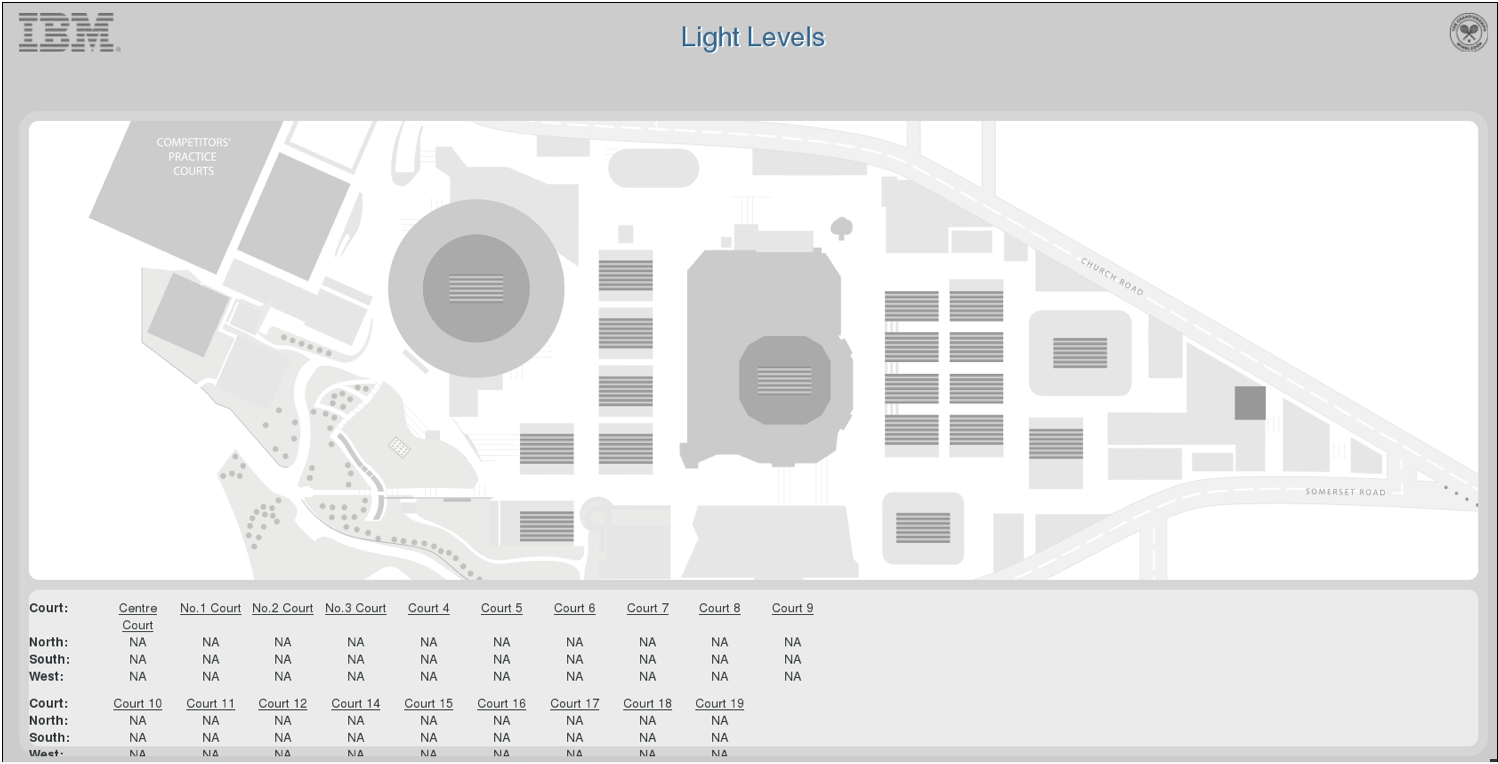 IBM
Light Levels
COMPETITORS'
PRACTICE
COURTS
CHURCH ROAD
SOMERSET ROAD
Court: Centre Court No.1 Court No.2 Court No.3 Court Court 4 Court 5 Court 6 Court 7 Court 8 Court 9
North: NA NA NA NA NA NA NA NA NA NA
South: NA NA NA NA NA NA NA NA NA NA
West: NA NA NA NA NA NA NA NA NA NA
Court: Court 10 Court 11 Court 12 Court 14 Court 15 Court 16 Court 17 Court 18 Court 19
North: NA NA NA NA NA NA NA NA NA
South: NA NA NA NA NA NA NA NA NA
West: NA NA NA NA NA NA NA NA NA